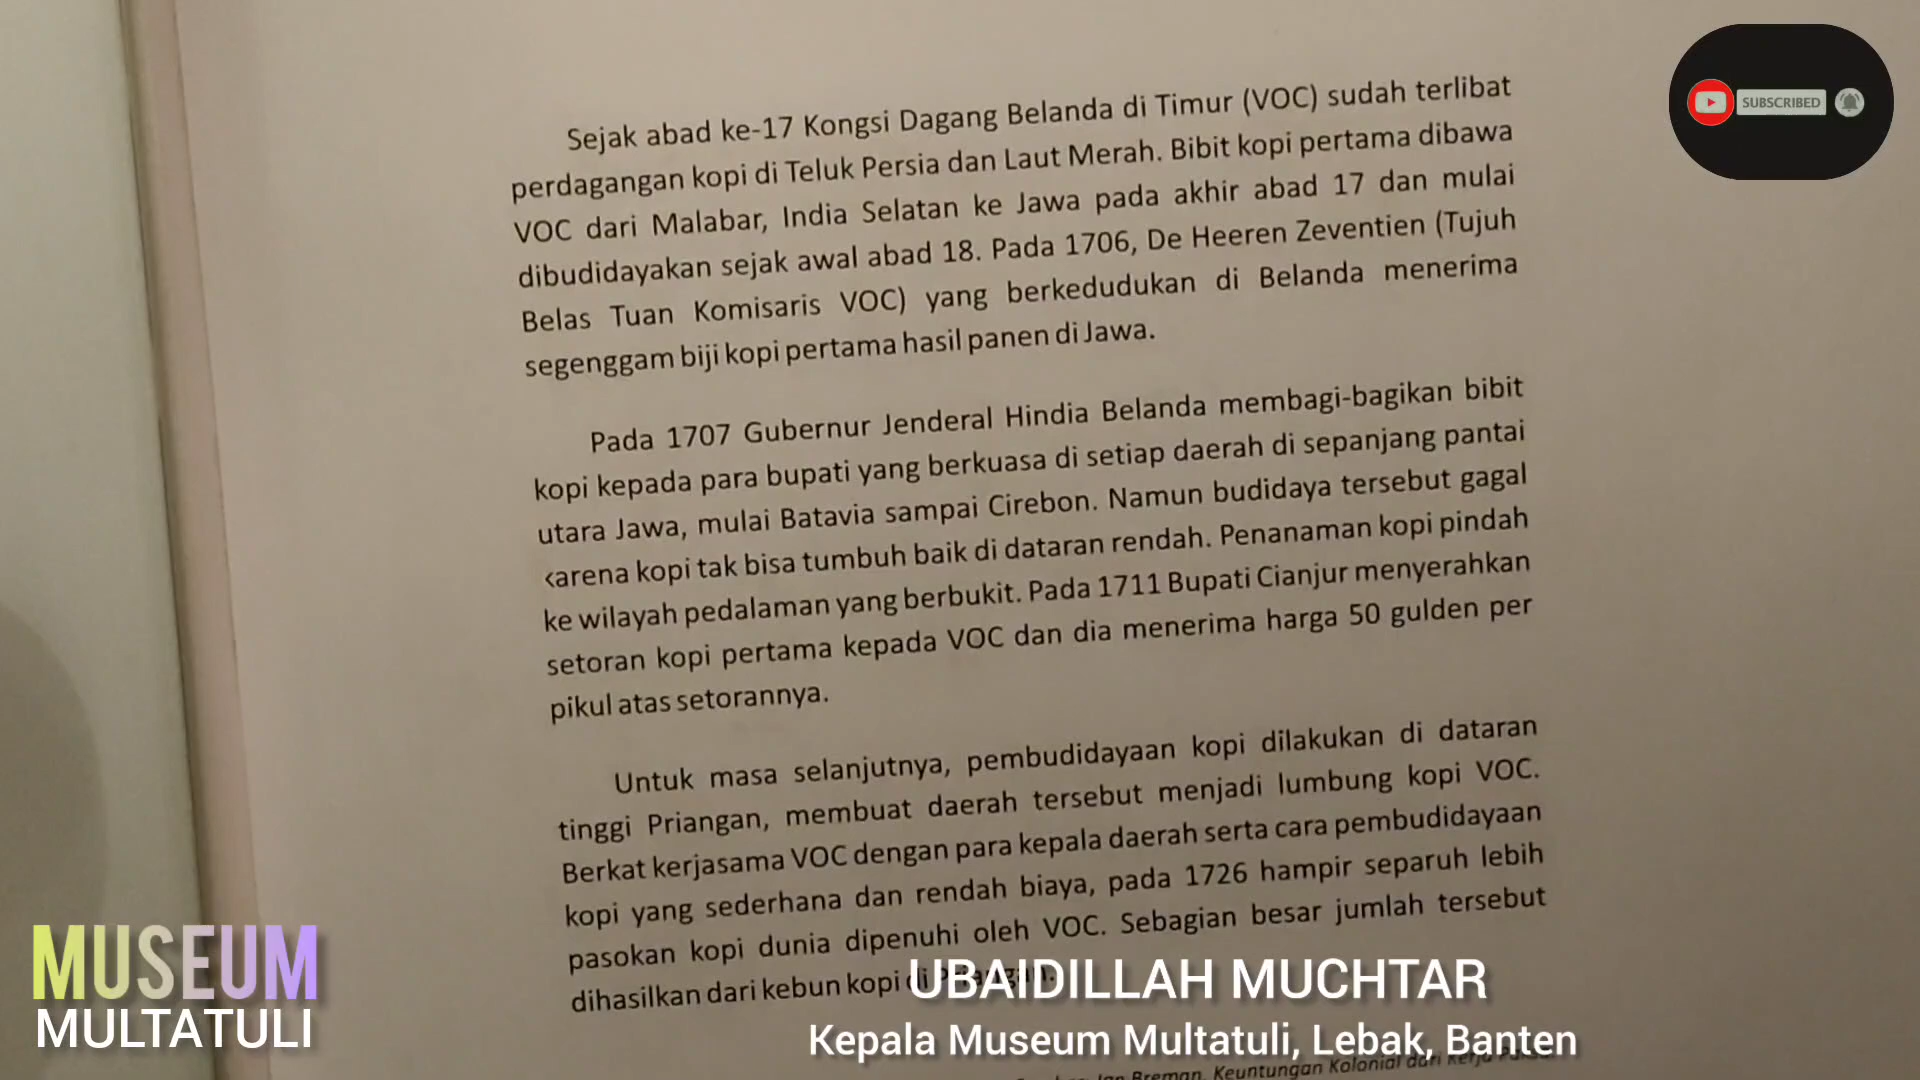 Sejak abad ke-17 Kongsi Dagang Belanda di Timur (VOC) sudah terlibat
perdagangan kopi di Teluk Persia dan Laut Merah. Bibit kopi pertama dibawa
VOC dari Malabar, India Selatan ke Jawa pada akhir abad 17 dan mulai
dibudidayakan sejak awal abad 18. Pada 1706, De Heeren Zeventien (Tujuh
Belas Tuan Komisaris VOC) yang berkedudukan di Belanda menerima
segenggam biji kopi pertama hasil panen di Jawa.
Pada 1707 Gubernur Jenderal Hindia Belanda membagi-bagikan bibit
kopi kepada para bupati yang berkuasa di setiap daerah di sepanjang pantai
utara Jawa, mulai Batavia sampai Cirebon. Namun budidaya tersebut gagal
karena kopi tak bisa tumbuh baik di dataran rendah. Penanaman kopi pindah
ke wilayah pedalaman yang berbukit. Pada 1711 Bupati Cianjur menyerahkan
setoran kopi pertama kepada VOC dan dia menerima harga 50 gulden per
pikul atas setorannya.
Untuk masa selanjutnya, pembudidayaan kopi dilakukan di dataran
tinggi Priangan, membuat daerah tersebut menjadi lumbung kopi VOC.
Berkat kerjasama VOC dengan para kepala daerah serta cara pembudidayaan
kopi yang sederhana dan rendah biaya, pada 1726 hampir separuh lebih
pasokan kopi dunia dipenuhi oleh VOC. Sebagian besar jumlah tersebut
dihasilkan dari kebun kopi di
Jan Breman, Keuntungan Kolonial dari Kerja
SUBSCRIBED
MUSEUM
MULTATULI
UBAIDILLAH MUCHTAR
Kepala Museum Multatuli, Lebak, Banten